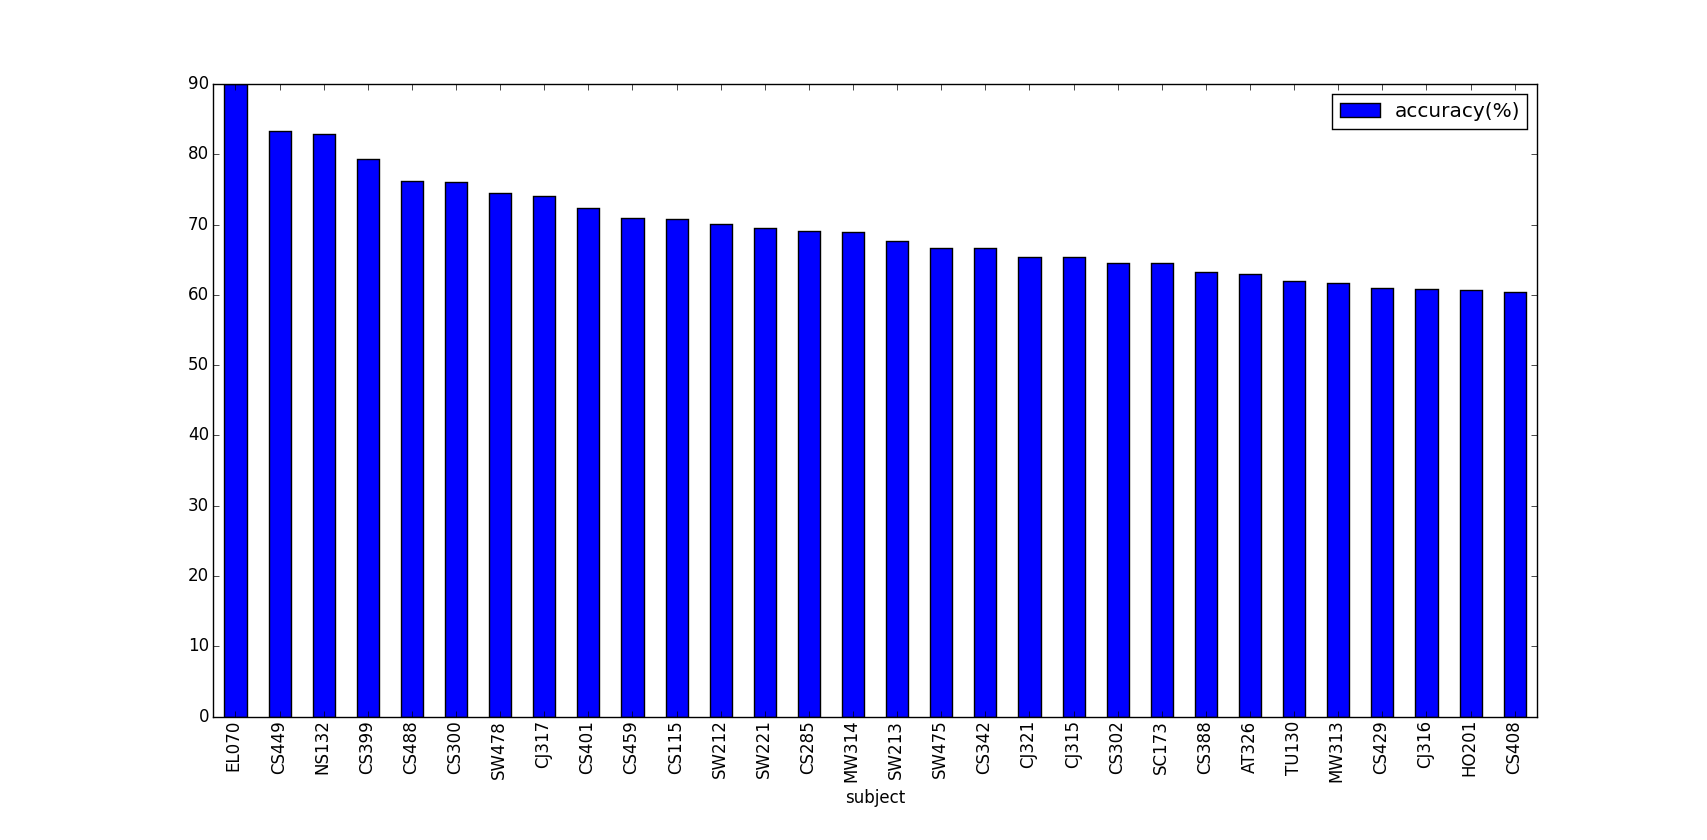 accuracy(%)
90
80
70
60
50
40
30
20
10
0
EL070
CS449
NS132
CS399
CS488
CS300
SW478
CJ317
CS401
CS459
CS115
SW212
SW221
CS285
MW314
SW213
SW475
CS342
CJ321
CJ315
CS302
SC173
CS388
AT326
TU130
MW313
CS429
CJ316
HO201
CS408
subject